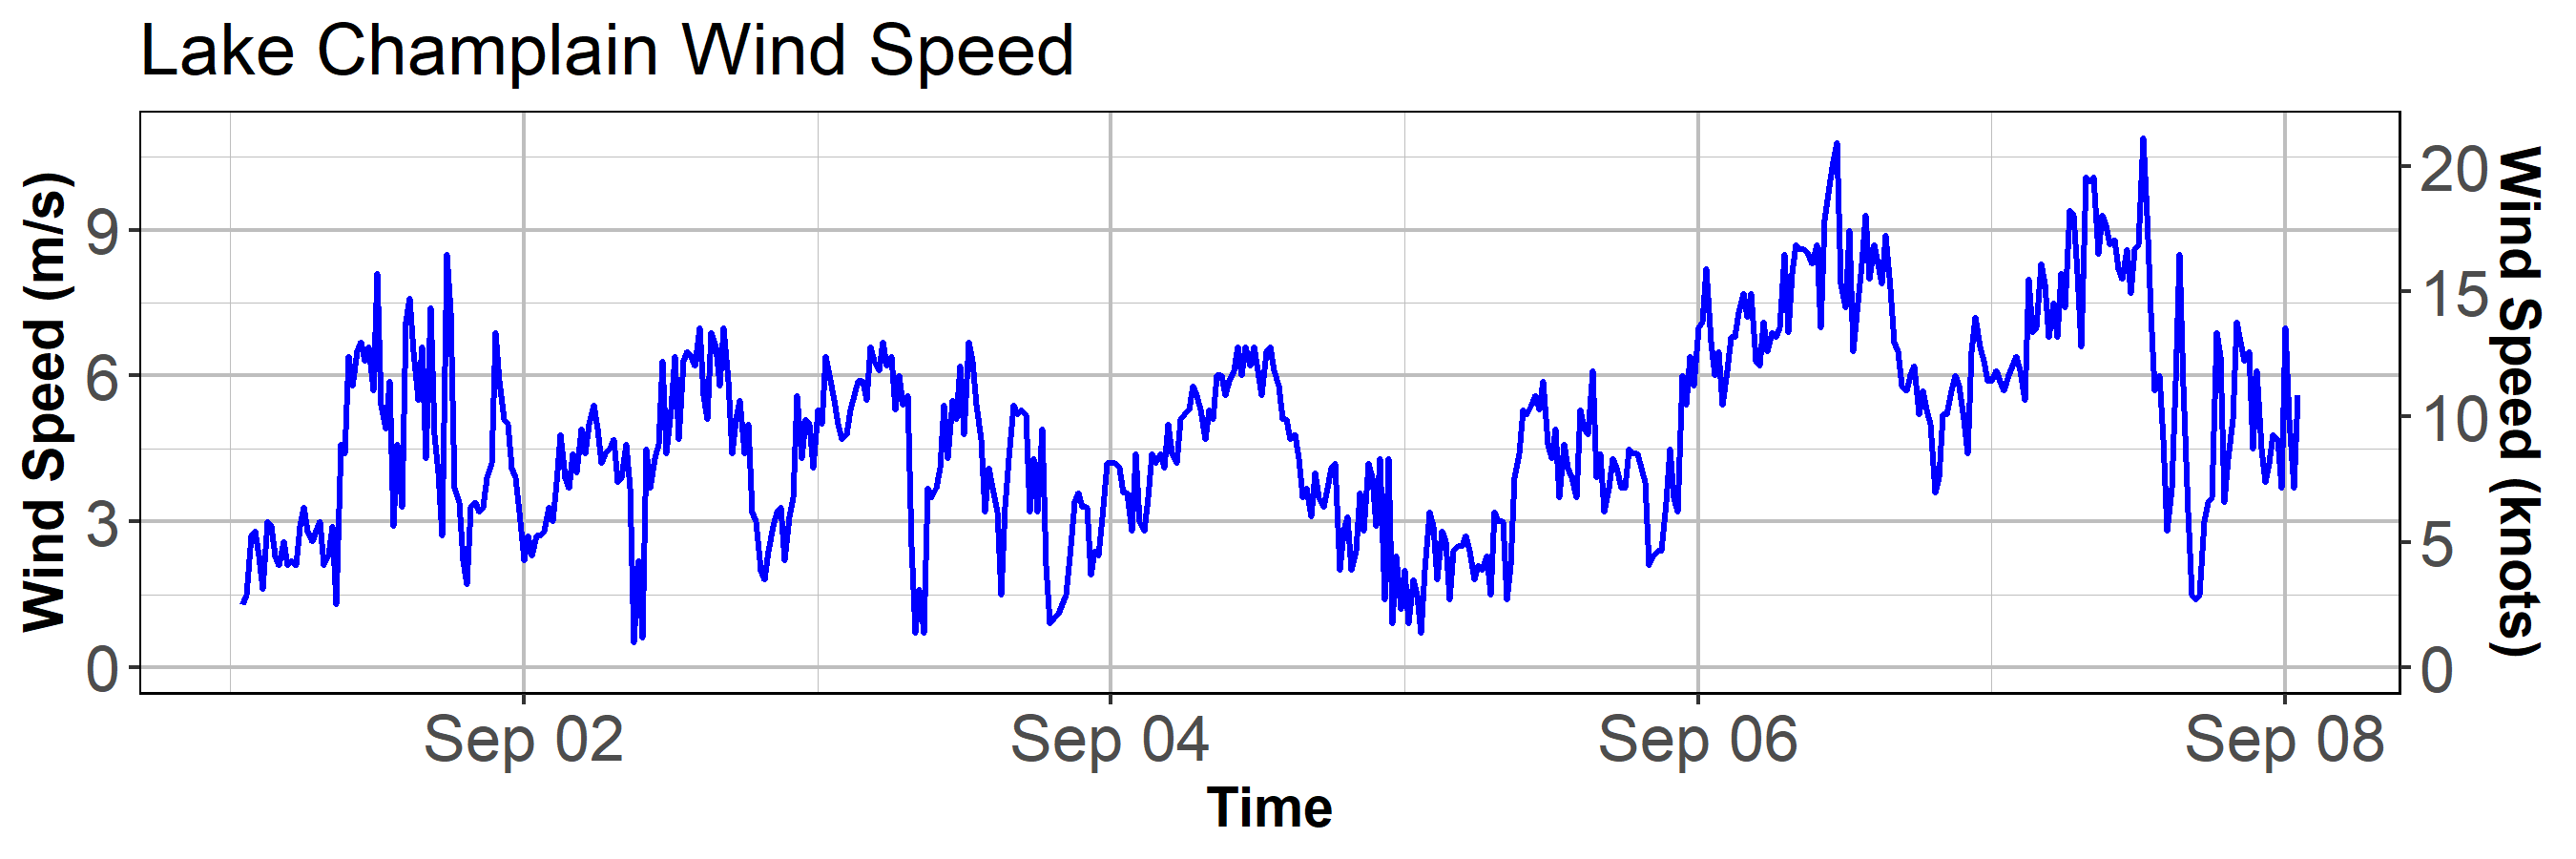 Lake Champlain Wind Speed
Wind Speed (m/s)
9
6
3
0
20
15
10
5
0
Wind Speed (knots)
Sep 02
Sep 04
Sep 06
Sep 08
Time